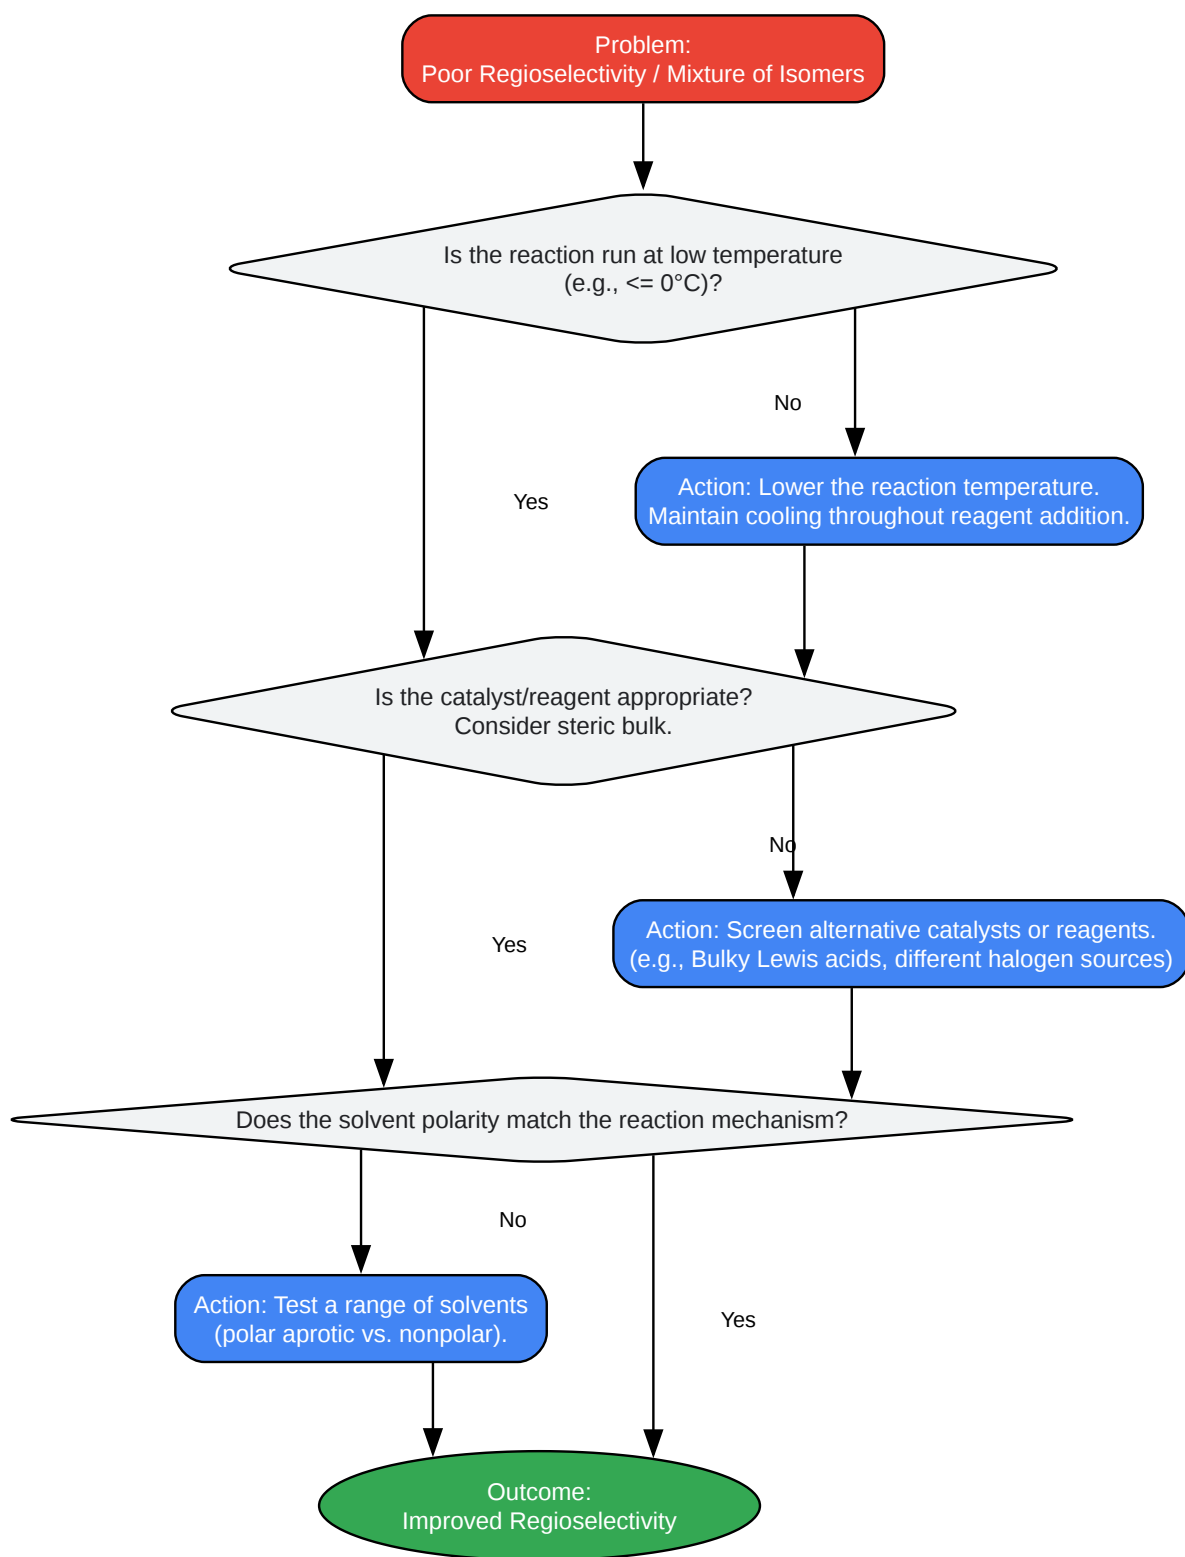 Problem:
Poor Regioselectivity / Mixture of Isomers
Is the reaction run at low temperature
(e.g., <= 0°C)?
No
Yes
Action: Lower the reaction temperature.
Maintain cooling throughout reagent addition.
Is the catalyst/reagent appropriate?
Consider steric bulk.
No
Yes
Action: Screen alternative catalysts or reagents.
(e.g., Bulky Lewis acids, different halogen sources)
Does the solvent polarity match the reaction mechanism?
No
Yes
Action: Test a range of solvents
(polar aprotic vs. nonpolar).
Outcome:
Improved Regioselectivity